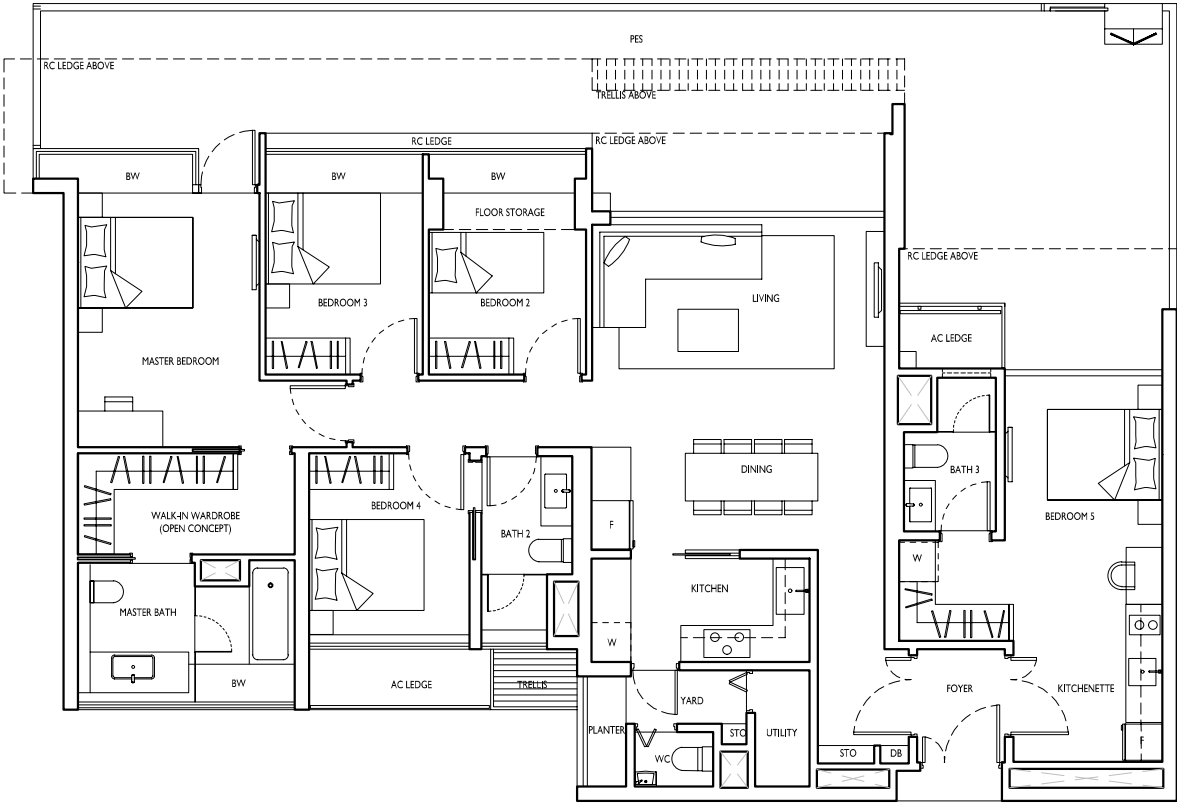 PES
RC LEDGE ABOVE
TRELLIS ABOVE
RC LEDGE
RC LEDGE ABOVE
BW
BW
BW
FLOOR STORAGE
RC LEDGE ABOVE
BEDROOM 3
BEDROOM 2
LIVING
AC LEDGE
MASTER BEDROOM
DINING
BATH 3
WALK-IN WARDROBE
(OPEN CONCEPT)
BEDROOM 4
BATH 2
F
BEDROOM 5
W
KITCHEN
MASTER BATH
W
BW
AC LEDGE
TRELLIS
YARD
FOYER
KITCHENETTE
PLANTER
STO
UTILITY
F
WC
STO
DB